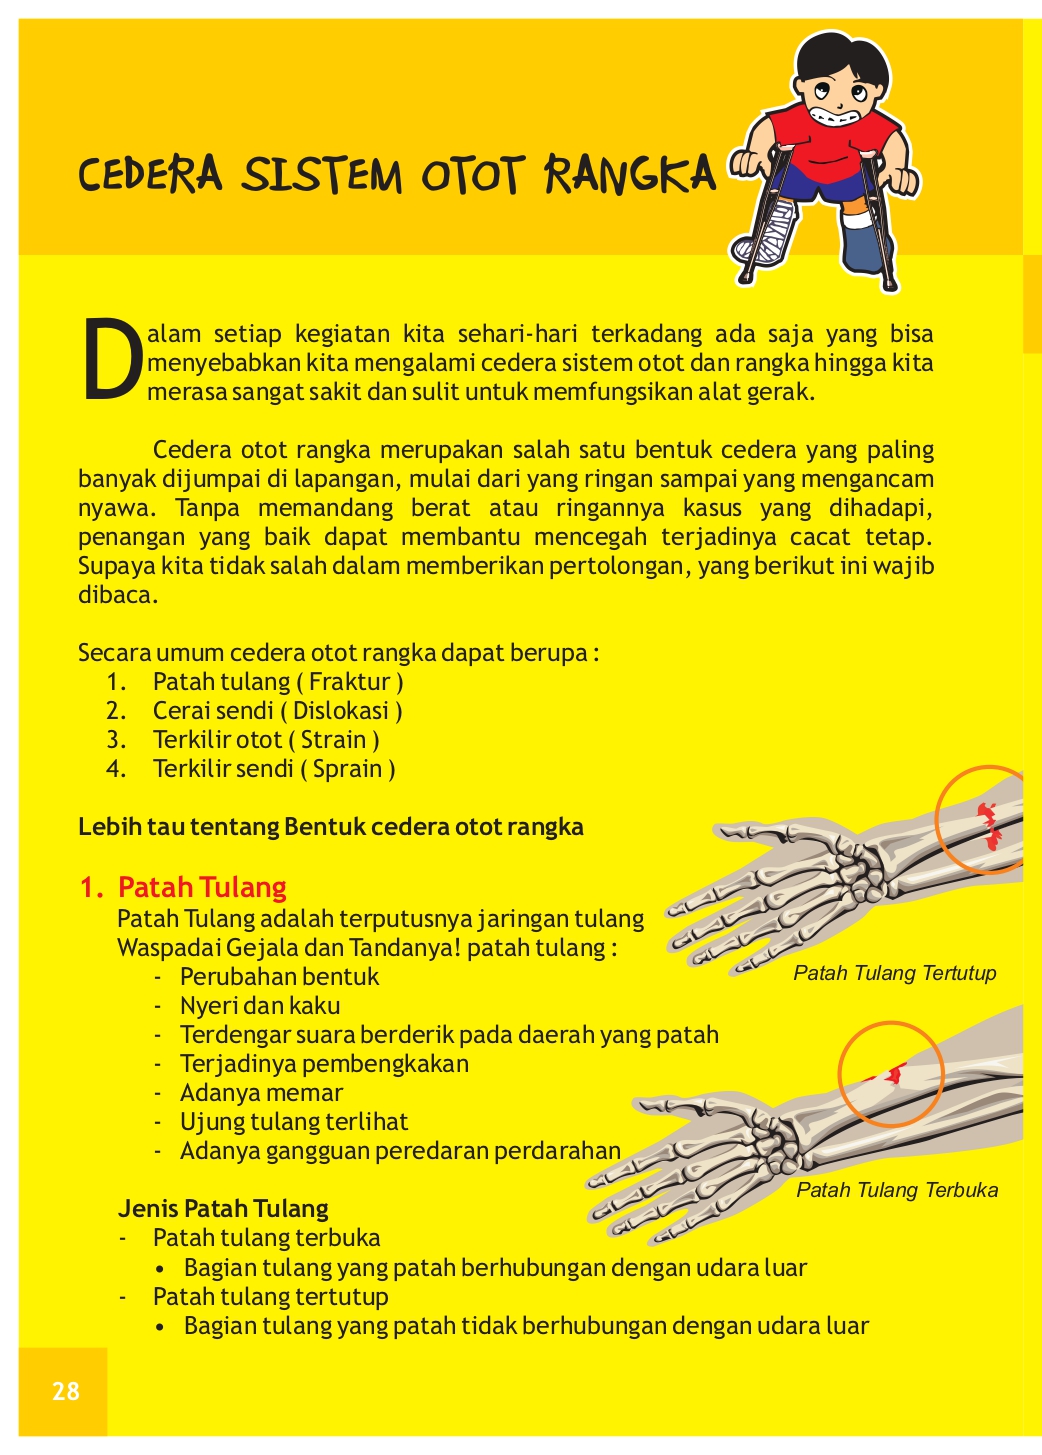 CEDERA SISTEM OTOT RANGKA
Dalam setiap kegiatan kita sehari-hari terkadang ada saja yang bisa
menyebabkan kita mengalami cedera sistem otot dan rangka hingga kita
merasa sangat sakit dan sulit untuk memfungsikan alat gerak.
Cedera otot rangka merupakan salah satu bentuk cedera yang paling
banyak dijumpai di lapangan, mulai dari yang ringan sampai yang mengancam
nyawa. Tanpa memandang berat atau ringannya kasus yang dihadapi,
penangan yang baik dapat membantu mencegah terjadinya cacat tetap.
Supaya kita tidak salah dalam memberikan pertolongan, yang berikut ini wajib
dibaca.
Secara umum cedera otot rangka dapat berupa :
1. Patah tulang ( Fraktur )
2. Cerai sendi ( Dislokasi )
3. Terkilir otot ( Strain )
4. Terkilir sendi ( Sprain )
Lebih tau tentang Bentuk cedera otot rangka
1. Patah Tulang
Patah Tulang adalah terputusnya jaringan tulang
Waspadai Gejala dan Tandanya! patah tulang :
- Perubahan bentuk
- Nyeri dan kaku
- Terdengar suara berderik pada daerah yang patah
- Terjadinya pembengkakan
- Adanya memar
- Ujung tulang terlihat
- Adanya gangguan peredaran perdarahan
Patah Tulang Tertutup
Patah Tulang Terbuka
Jenis Patah Tulang
- Patah tulang terbuka
• Bagian tulang yang patah berhubungan dengan udara luar
- Patah tulang tertutup
• Bagian tulang yang patah tidak berhubungan dengan udara luar
28